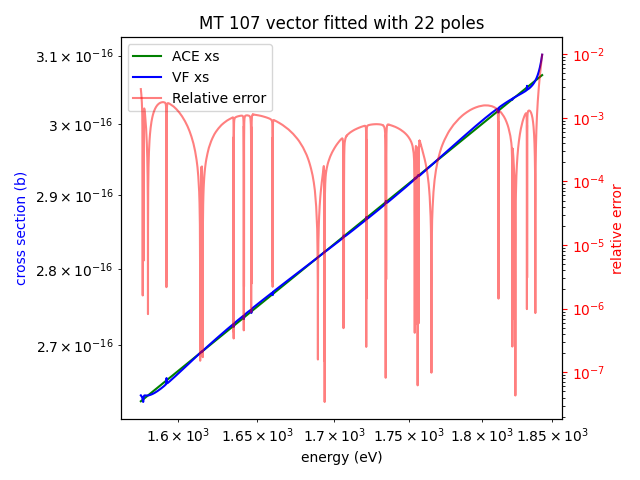 MT 107 vector fitted with 22 poles
ACE xs
VF xs
Relative error
3.1 × 10⁻¹⁶
3 × 10⁻¹⁶
2.9 × 10⁻¹⁶
2.8 × 10⁻¹⁶
2.7 × 10⁻¹⁶
cross section (b)
10⁻²
10⁻³
10⁻⁴
10⁻⁵
10⁻⁶
10⁻⁷
relative error
1.6 × 10³ 1.65 × 10³ 1.7 × 10³ 1.75 × 10³ 1.8 × 10³ 1.85 × 10³
energy (eV)